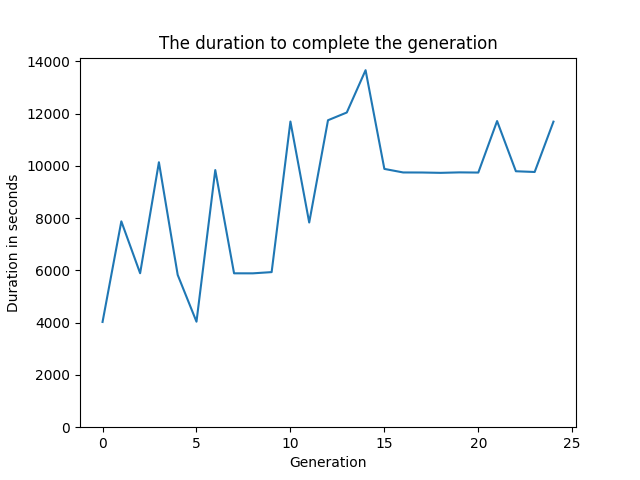 The duration to complete the generation
14000
12000
10000
8000
6000
4000
2000
0
Duration in seconds
0 5 10 15 20 25
Generation